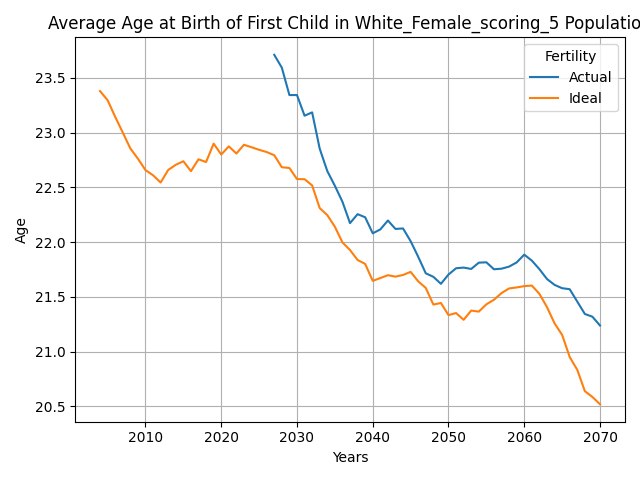 Average Age at Birth of First Child in White_Female_scoring_5 Populatio
Fertility
Actual
Ideal
23.5
23.0
22.5
22.0
21.5
21.0
20.5
Age
2010 2020 2030 2040 2050 2060 2070
Years